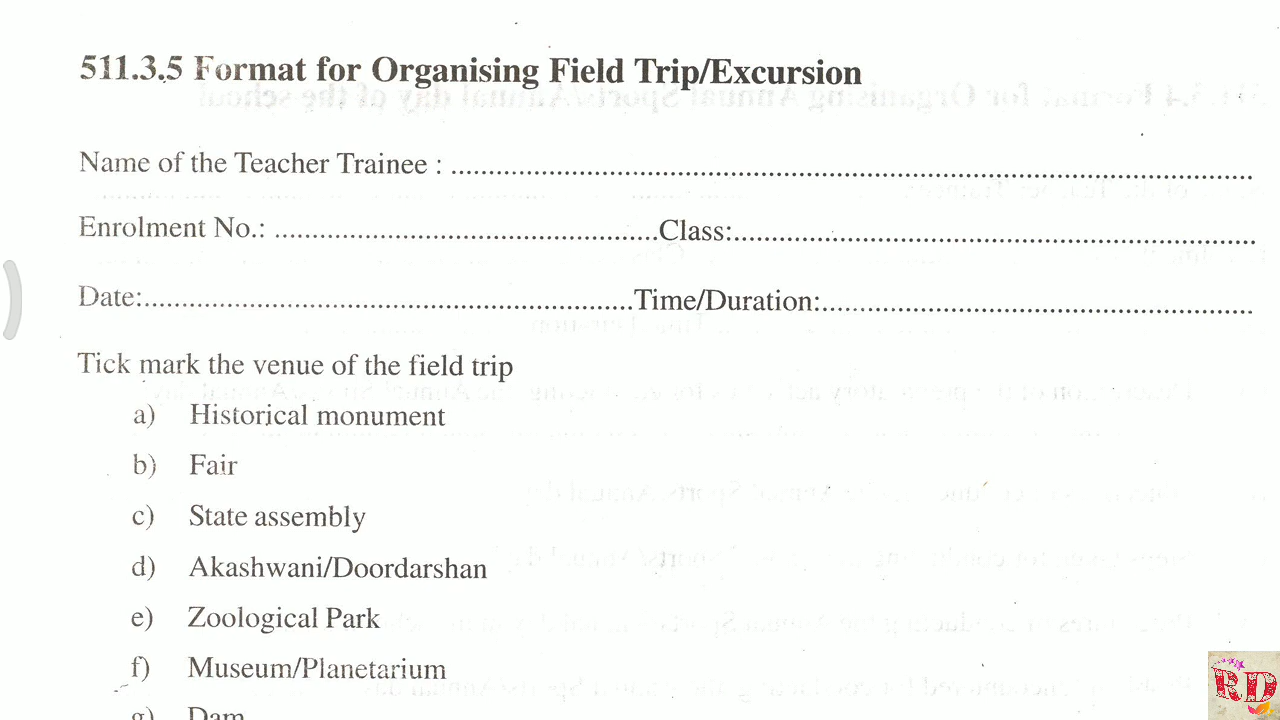 511.3.5 Format for Organising Field Trip/Excursion
Name of the Teacher Trainee : ................................................................
Enrolment No.: ................................Class:................................
Date:................................Time/Duration:................................
Tick mark the venue of the field trip
a) Historical monument
b) Fair
c) State assembly
d) Akashwani/Doordarshan
e) Zoological Park
f) Museum/Planetarium
g) Dam
RD